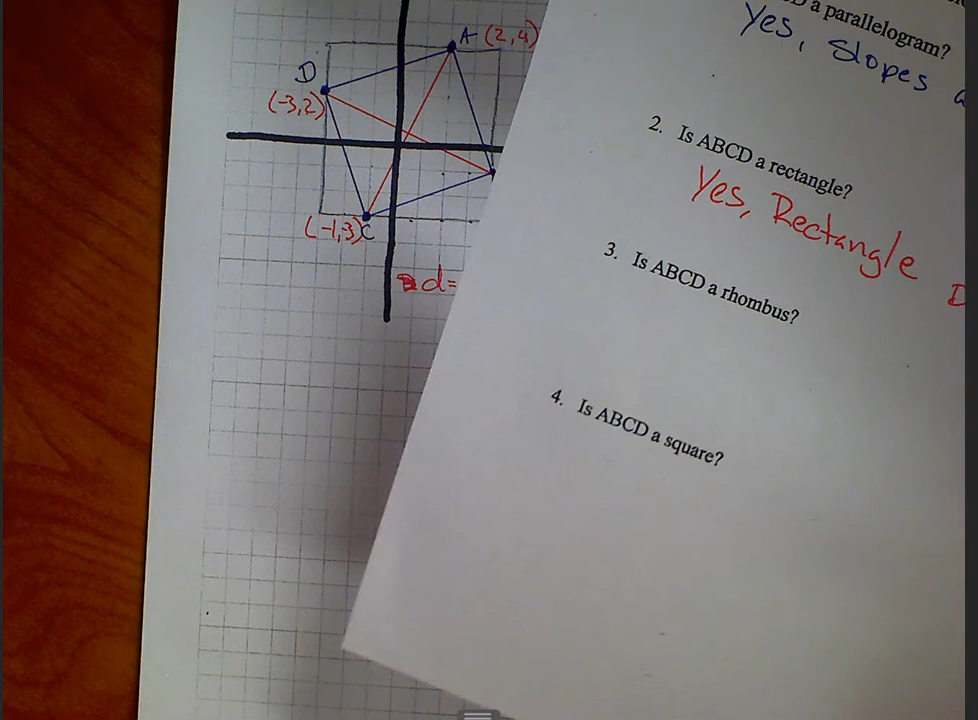 A (2,4)
D
(-3,2)
(-1,3) C
d=
a parallelogram?
Yes, Slopes
2. Is ABCD a rectangle?
Yes, Rectangle
3. Is ABCD a rhombus?
4. Is ABCD a square?